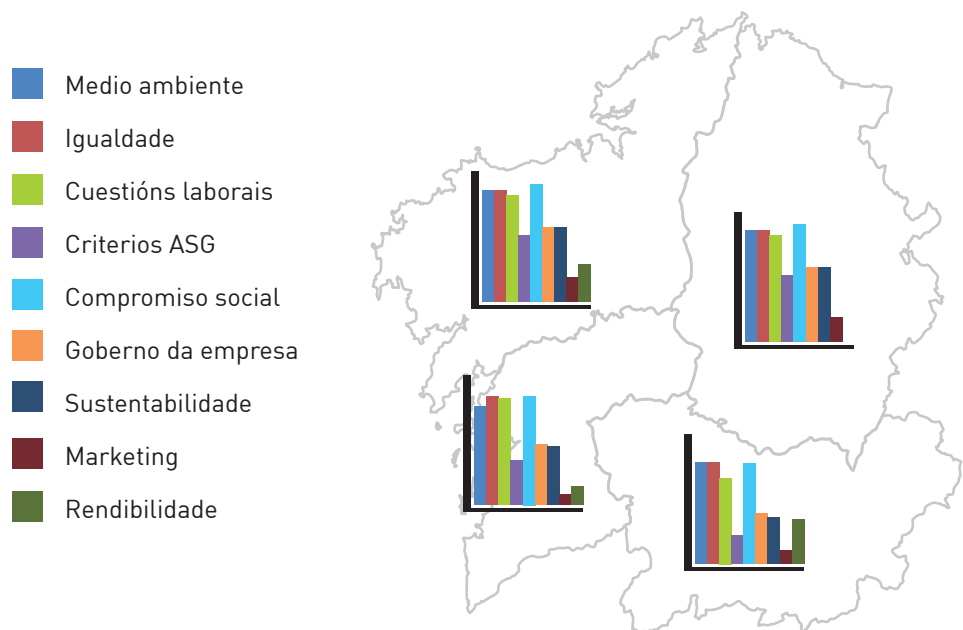 Medio ambiente
Igualdade
Cuestións laborais
Criterios ASG
Compromiso social
Goberno da empresa
Sustentabilidade
Marketing
Rendibilidade